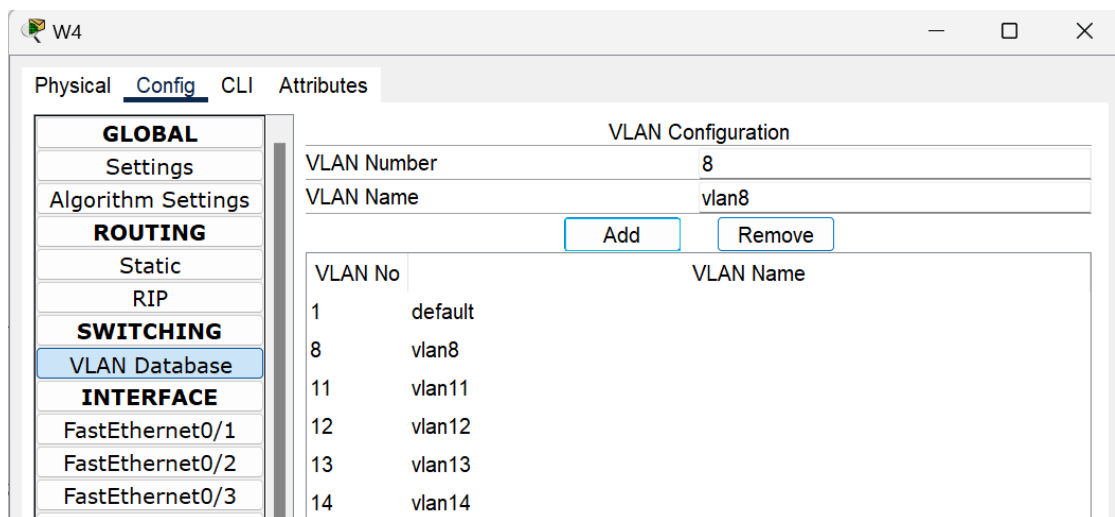 W4
Physical Config CLI Attributes
GLOBAL
Settings
Algorithm Settings
ROUTING
Static
RIP
SWITCHING
VLAN Database
INTERFACE
FastEthernet0/1
FastEthernet0/2
FastEthernet0/3
VLAN Configuration
VLAN Number 8
VLAN Name vlan8
Add Remove
VLAN No VLAN Name
1 default
8 vlan8
11 vlan11
12 vlan12
13 vlan13
14 vlan14